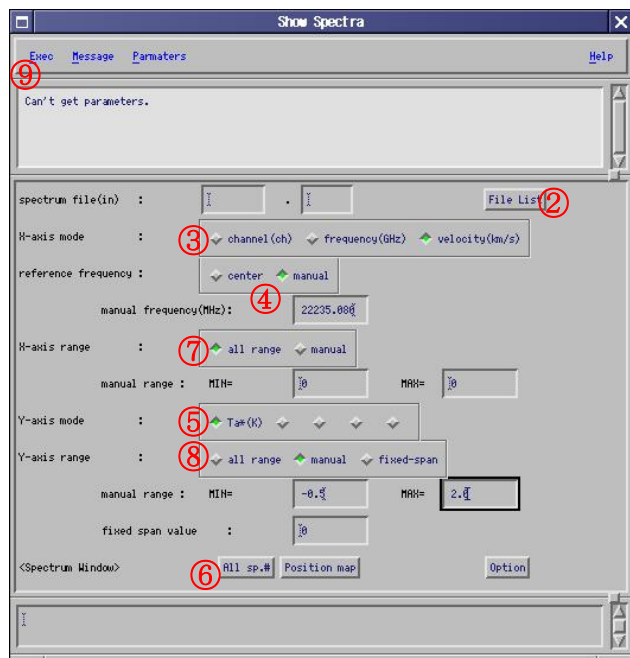 Show Spectra
Exec Message Parmaters Help
⑨
Can't get parameters.
spectrum file(in) : . File List ②
X-axis mode : ③ channel(ch) frequency(GHz) velocity(km/s)
reference frequency : center manual
④
manual frequency(MHz): 22235.080
X-axis range : ⑦ all range manual
manual range : MIN= 0 MAX= 0
Y-axis mode : ⑤ Ta*(K)
Y-axis range : ⑧ all range manual fixed-span
manual range : MIN= -0.5 MAX= 2.0
fixed span value : 0
<Spectrum Window> ⑥ All sp.# Position map Option